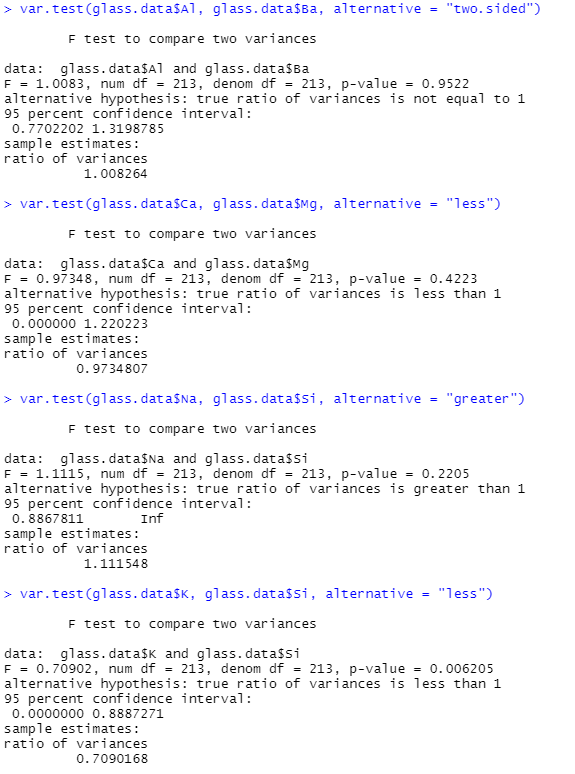 > var.test(glass.data$Al, glass.data$Ba, alternative = "two.sided")
F test to compare two variances
data:  glass.data$Al and glass.data$Ba
F = 1.0083, num df = 213, denom df = 213, p-value = 0.9522
alternative hypothesis: true ratio of variances is not equal to 1
95 percent confidence interval:
0.7702202 1.3198785
sample estimates:
ratio of variances
1.008264
> var.test(glass.data$Ca, glass.data$Mg, alternative = "less")
F test to compare two variances
data:  glass.data$Ca and glass.data$Mg
F = 0.97348, num df = 213, denom df = 213, p-value = 0.4223
alternative hypothesis: true ratio of variances is less than 1
95 percent confidence interval:
0.000000 1.220223
sample estimates:
ratio of variances
0.9734807
> var.test(glass.data$Na, glass.data$Si, alternative = "greater")
F test to compare two variances
data:  glass.data$Na and glass.data$Si
F = 1.1115, num df = 213, denom df = 213, p-value = 0.2205
alternative hypothesis: true ratio of variances is greater than 1
95 percent confidence interval:
0.8867811       Inf
sample estimates:
ratio of variances
1.111548
> var.test(glass.data$K, glass.data$Si, alternative = "less")
F test to compare two variances
data:  glass.data$K and glass.data$Si
F = 0.70902, num df = 213, denom df = 213, p-value = 0.006205
alternative hypothesis: true ratio of variances is less than 1
95 percent confidence interval:
0.0000000 0.8887271
sample estimates:
ratio of variances
0.7090168